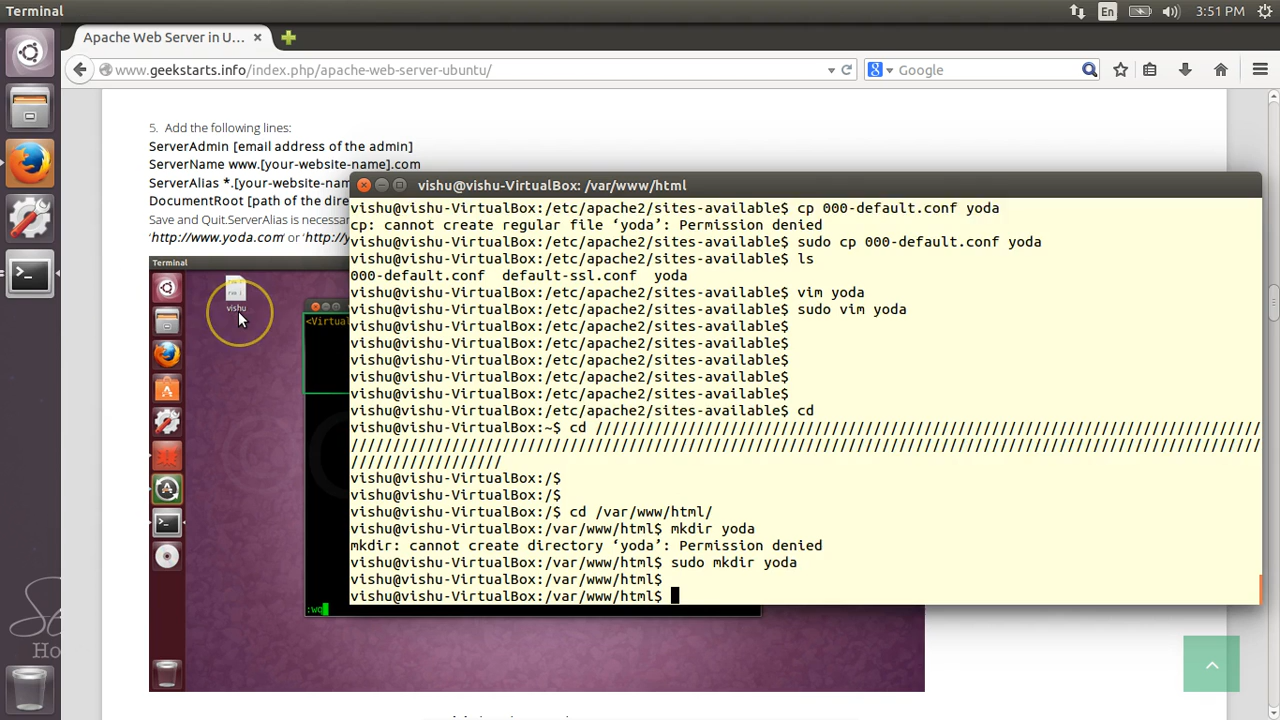 Terminal
En
3:51 PM
Apache Web Server in U...
www.geekstarts.info/index.php/apache-web-server-ubuntu/
Google
5. Add the following lines:
ServerAdmin [email address of the admin]
ServerName www.[your-website-name].com
ServerAlias *.[your-website-nam
DocumentRoot [path of the dire
Save and Quit.ServerAlias is necessa
'http://www.yoda.com' or 'http://y
Terminal
vishu
<Virtual
:wq
vishu@vishu-VirtualBox: /var/www/html
vishu@vishu-VirtualBox:/etc/apache2/sites-available$ cp 000-default.conf yoda
cp: cannot create regular file ‘yoda’: Permission denied
vishu@vishu-VirtualBox:/etc/apache2/sites-available$ sudo cp 000-default.conf yoda
vishu@vishu-VirtualBox:/etc/apache2/sites-available$ ls
000-default.conf  default-ssl.conf  yoda
vishu@vishu-VirtualBox:/etc/apache2/sites-available$ vim yoda
vishu@vishu-VirtualBox:/etc/apache2/sites-available$ sudo vim yoda
vishu@vishu-VirtualBox:/etc/apache2/sites-available$
vishu@vishu-VirtualBox:/etc/apache2/sites-available$
vishu@vishu-VirtualBox:/etc/apache2/sites-available$
vishu@vishu-VirtualBox:/etc/apache2/sites-available$
vishu@vishu-VirtualBox:/etc/apache2/sites-available$
vishu@vishu-VirtualBox:/etc/apache2/sites-available$ cd
vishu@vishu-VirtualBox:~$ cd ///////////////////////////////////////////////////////////////////////////////
////////////////////////////////////////////////////////////////////////////////////////////////////////////
//////////////////
vishu@vishu-VirtualBox:/$
vishu@vishu-VirtualBox:/$
vishu@vishu-VirtualBox:/$ cd /var/www/html/
vishu@vishu-VirtualBox:/var/www/html$ mkdir yoda
mkdir: cannot create directory ‘yoda’: Permission denied
vishu@vishu-VirtualBox:/var/www/html$ sudo mkdir yoda
vishu@vishu-VirtualBox:/var/www/html$
vishu@vishu-VirtualBox:/var/www/html$
Ho